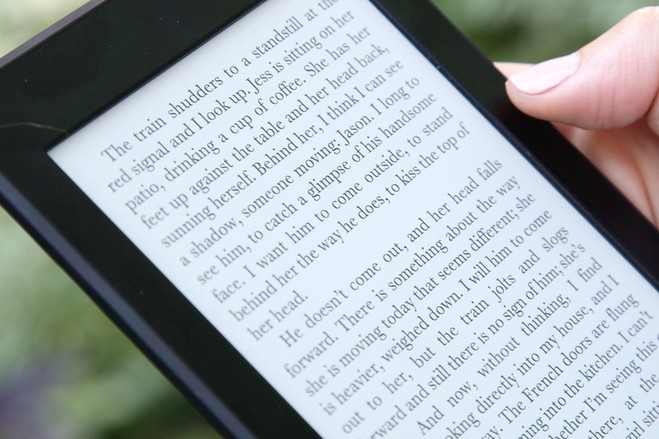 The train shudders to a standstill at the
red signal and I look up. Jess is sitting on her
patio, drinking a cup of coffee. She has her
feet up against the table and her head back,
sunning herself. Behind her, I think I can see
a shadow, someone moving: Jason. I long to
see him, to catch a glimpse of his handsome
face. I want him to come outside, to stand
behind her the way he does, to kiss the top of
her head.
He doesn't come out, and her head falls
forward. There is something about the way
she is moving today that seems different; she
is heavier, weighed down. I will him to come
out to her, but the train jolts and slogs
forward and still there is no sign of him; she's
And now, without thinking, I find
looking directly into my house, and I
The French doors are flung
into the kitchen. I can't
I'm seeing this
at the